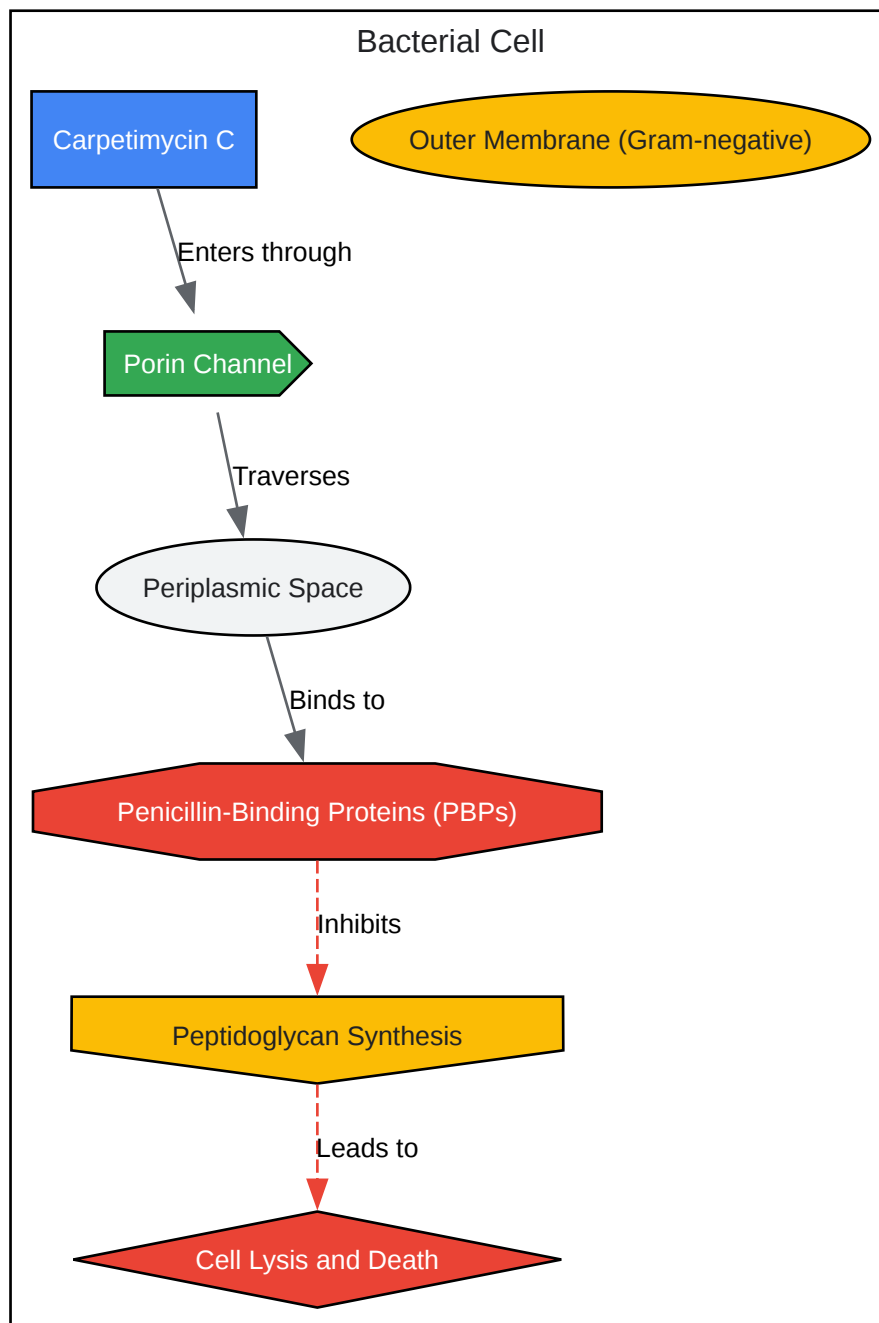 Bacterial Cell
Carpetimycin C
Outer Membrane (Gram-negative)
Enters through
Porin Channel
Traverses
Periplasmic Space
Binds to
Penicillin-Binding Proteins (PBPs)
Inhibits
Peptidoglycan Synthesis
Leads to
Cell Lysis and Death